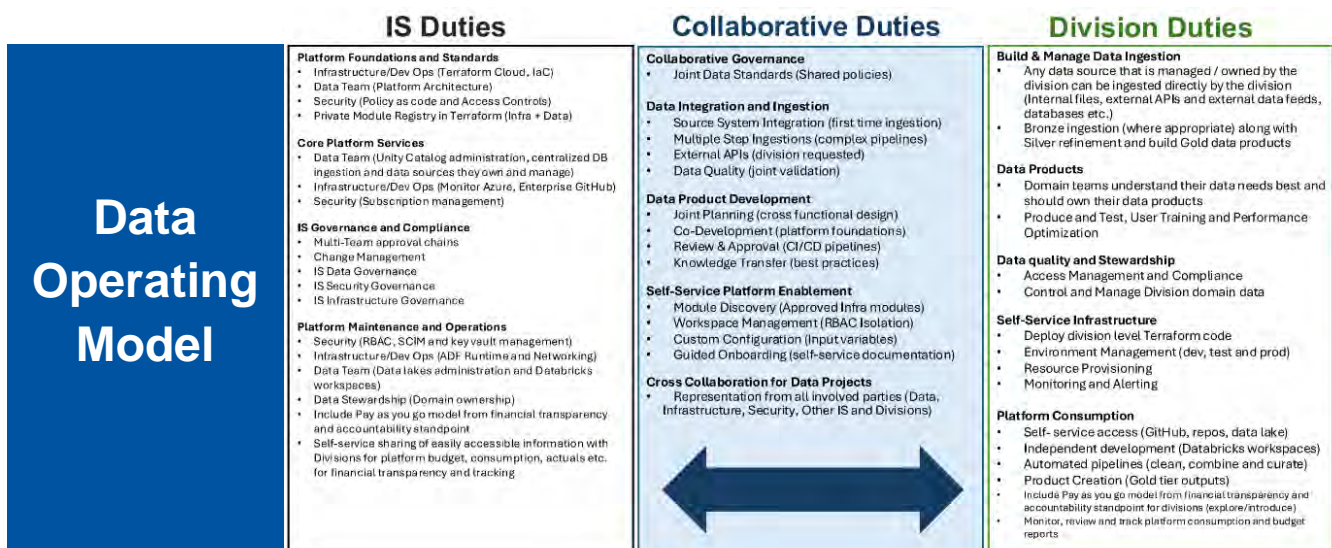 Data
Operating
Model
IS Duties
Platform Foundations and Standards
• Infrastructure/Dev Ops (Terraform Cloud, IaC)
• Data Team (Platform Architecture)
• Security (Policy as code and Access Controls)
• Private Module Registry in Terraform (Infra + Data)
Core Platform Services
• Data Team (Unity Catalog administration, centralized DB
ingestion and data sources they own and manage)
• Infrastructure/Dev Ops (Monitor Azure, Enterprise GitHub)
• Security (Subscription management)
IS Governance and Compliance
• Multi-Team approval chains
• Change Management
• IS Data Governance
• IS Security Governance
• IS Infrastructure Governance
Platform Maintenance and Operations
• Security (RBAC, SCIM and key vault management)
• Infrastructure/Dev Ops (ADF Runtime and Networking)
• Data Team (Data lakes administration and Databricks
workspaces)
• Data Stewardship (Domain ownership)
• Include Pay as you go model from financial transparency
and accountability standpoint
• Self-service sharing of easily accessible information with
Divisions for platform budget, consumption, actuals etc.
for financial transparency and tracking
Collaborative Duties
Collaborative Governance
• Joint Data Standards (Shared policies)
Data Integration and Ingestion
• Source System Integration (first time ingestion)
• Multiple Step Ingestions (complex pipelines)
• External APIs (division requested)
• Data Quality (joint validation)
Data Product Development
• Joint Planning (cross functional design)
• Co-Development (platform foundations)
• Review & Approval (CI/CD pipelines)
• Knowledge Transfer (best practices)
Self-Service Platform Enablement
• Module Discovery (Approved Infra modules)
• Workspace Management (RBAC Isolation)
• Custom Configuration (Input variables)
• Guided Onboarding (self-service documentation)
Cross Collaboration for Data Projects
• Representation from all involved parties (Data,
Infrastructure, Security, Other IS and Divisions)
Division Duties
Build & Manage Data Ingestion
• Any data source that is managed / owned by the
division can be ingested directly by the division
(Internal files, external APIs and external data feeds,
databases etc.)
• Bronze ingestion (where appropriate) along with
Silver refinement and build Gold data products
Data Products
• Domain teams understand their data needs best and
should own their data products
• Produce and Test, User Training and Performance
Optimization
Data quality and Stewardship
• Access Management and Compliance
• Control and Manage Division domain data
Self-Service Infrastructure
• Deploy division level Terraform code
• Environment Management (dev, test and prod)
• Resource Provisioning
• Monitoring and Alerting
Platform Consumption
• Self- service access (GitHub, repos, data lake)
• Independent development (Databricks workspaces)
• Automated pipelines (clean, combine and curate)
• Product Creation (Gold tier outputs)
• Include Pay as you go model from financial transparency and
accountability standpoint for divisions (explore/introduce)
• Monitor, review and track platform consumption and budget
reports